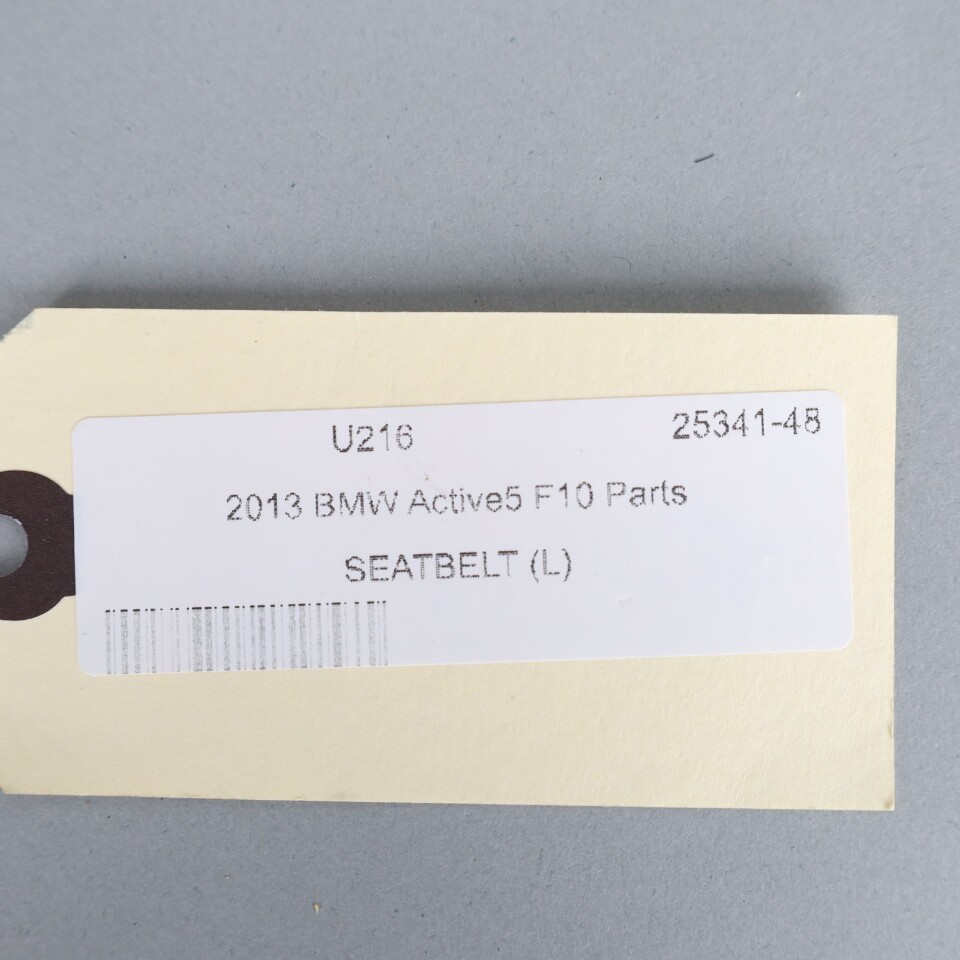 U216 25341-48
2013 BMW Active5 F10 Parts
SEATBELT (L)